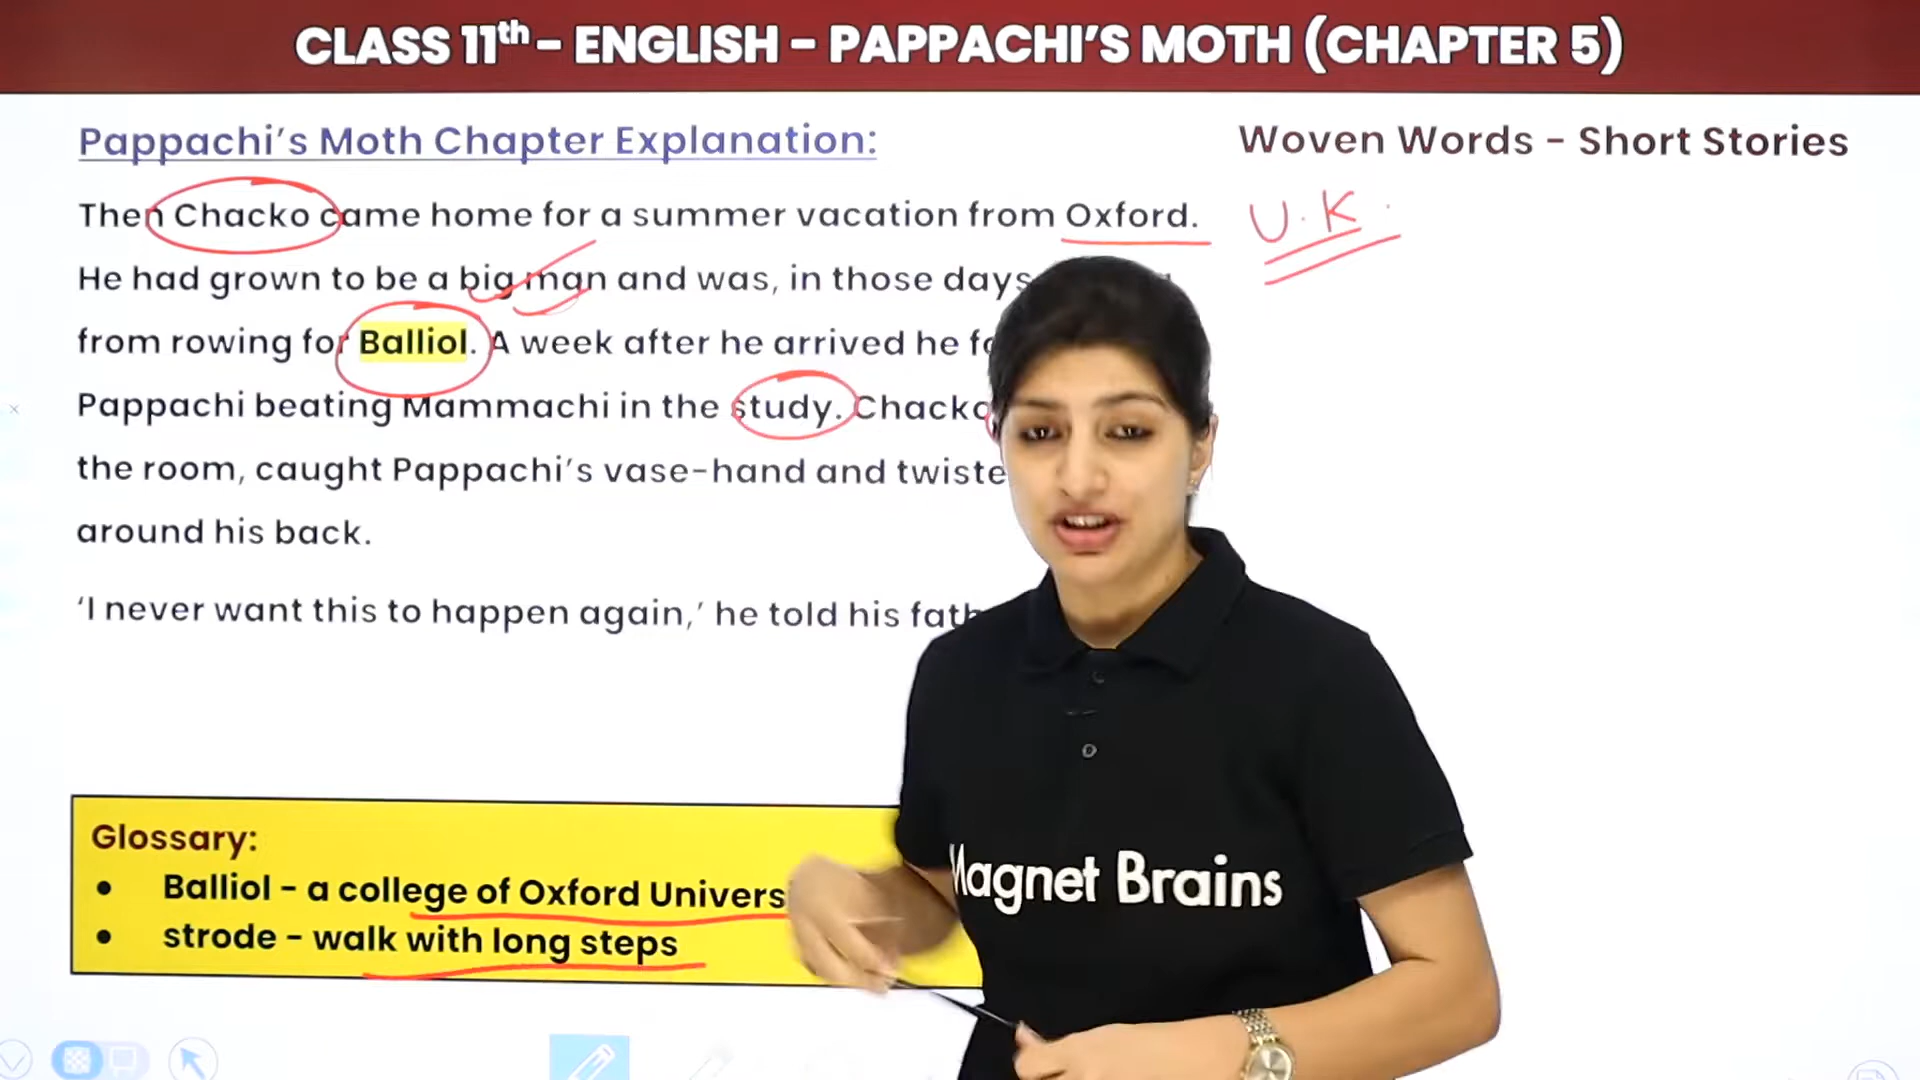 CLASS 11th – ENGLISH – PAPPACHI'S MOTH (CHAPTER 5)
Pappachi's Moth Chapter Explanation:
Woven Words – Short Stories
Then Chacko came home for a summer vacation from Oxford.
U.K.
He had grown to be a big man and was, in those days
from rowing for Balliol. A week after he arrived he
Pappachi beating Mammachi in the study. Chacko
the room, caught Pappachi's vase-hand and
around his back.
'I never want this to happen again,' he told his
Glossary:
• Balliol – a college of Oxford
• strode – walk with long steps
Magnet Brains